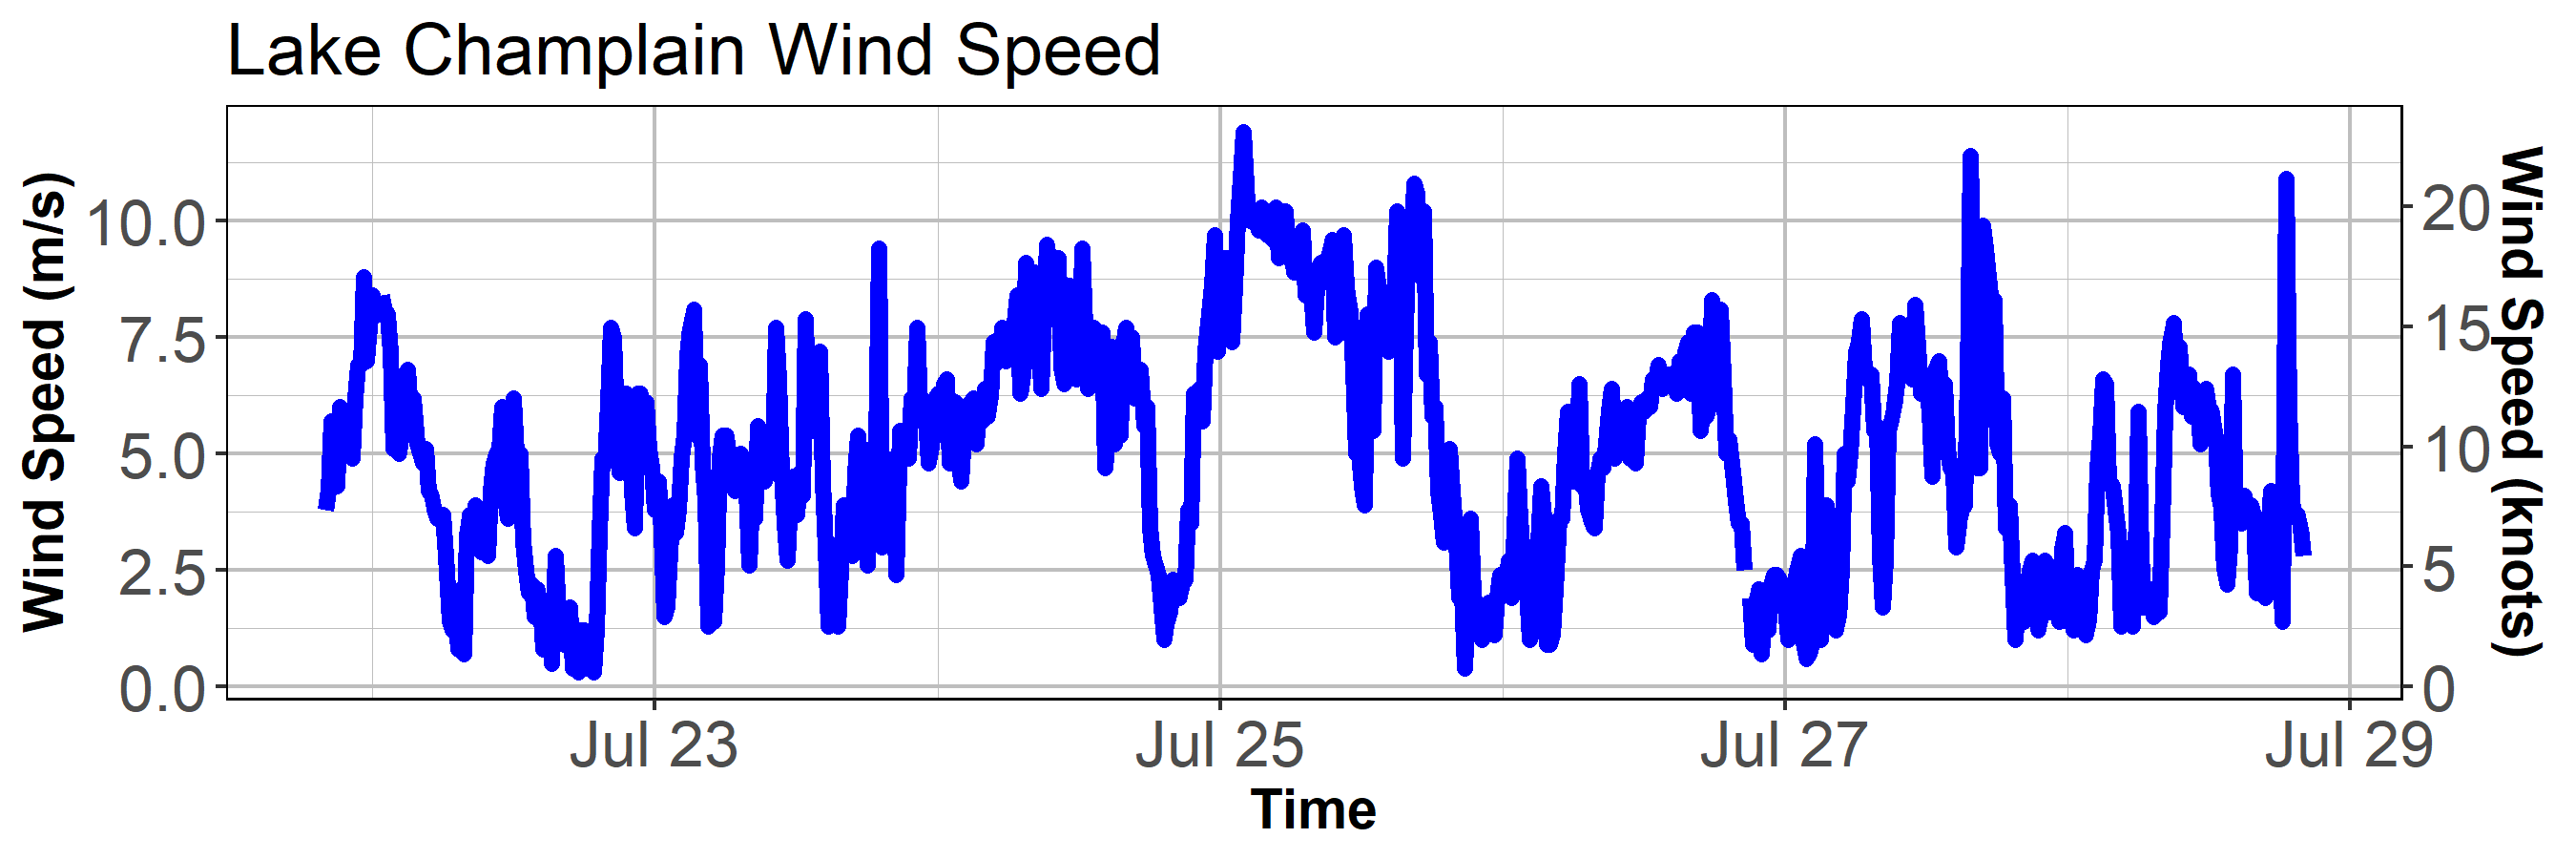 Lake Champlain Wind Speed
Wind Speed (m/s)
10.0
7.5
5.0
2.5
0.0
20
15
10
5
0
Wind Speed (knots)
Jul 23
Jul 25
Jul 27
Jul 29
Time